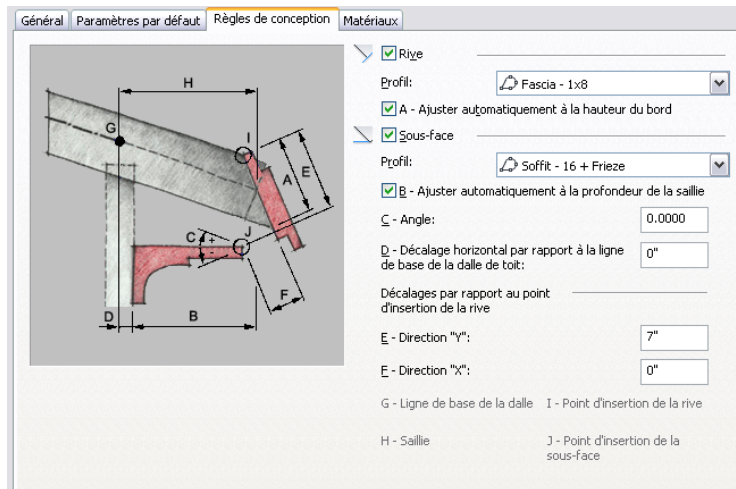 Général Paramètres par défaut Règles de conception Matériaux
H
G
I
A
E
J
C + -
F
D
B
Rive
Profil: Fascia - 1x8
A - Ajuster automatiquement à la hauteur du bord
Sous-face
Profil: Soffit - 16 + Frieze
B - Ajuster automatiquement à la profondeur de la saillie
C - Angle: 0.0000
D - Décalage horizontal par rapport à la ligne
de base de la dalle de toit: 0"
Décalages par rapport au point
d'insertion de la rive
E - Direction "Y": 7"
F - Direction "X": 0"
G - Ligne de base de la dalle I - Point d'insertion de la rive
H - Saillie J - Point d'insertion de la
sous-face